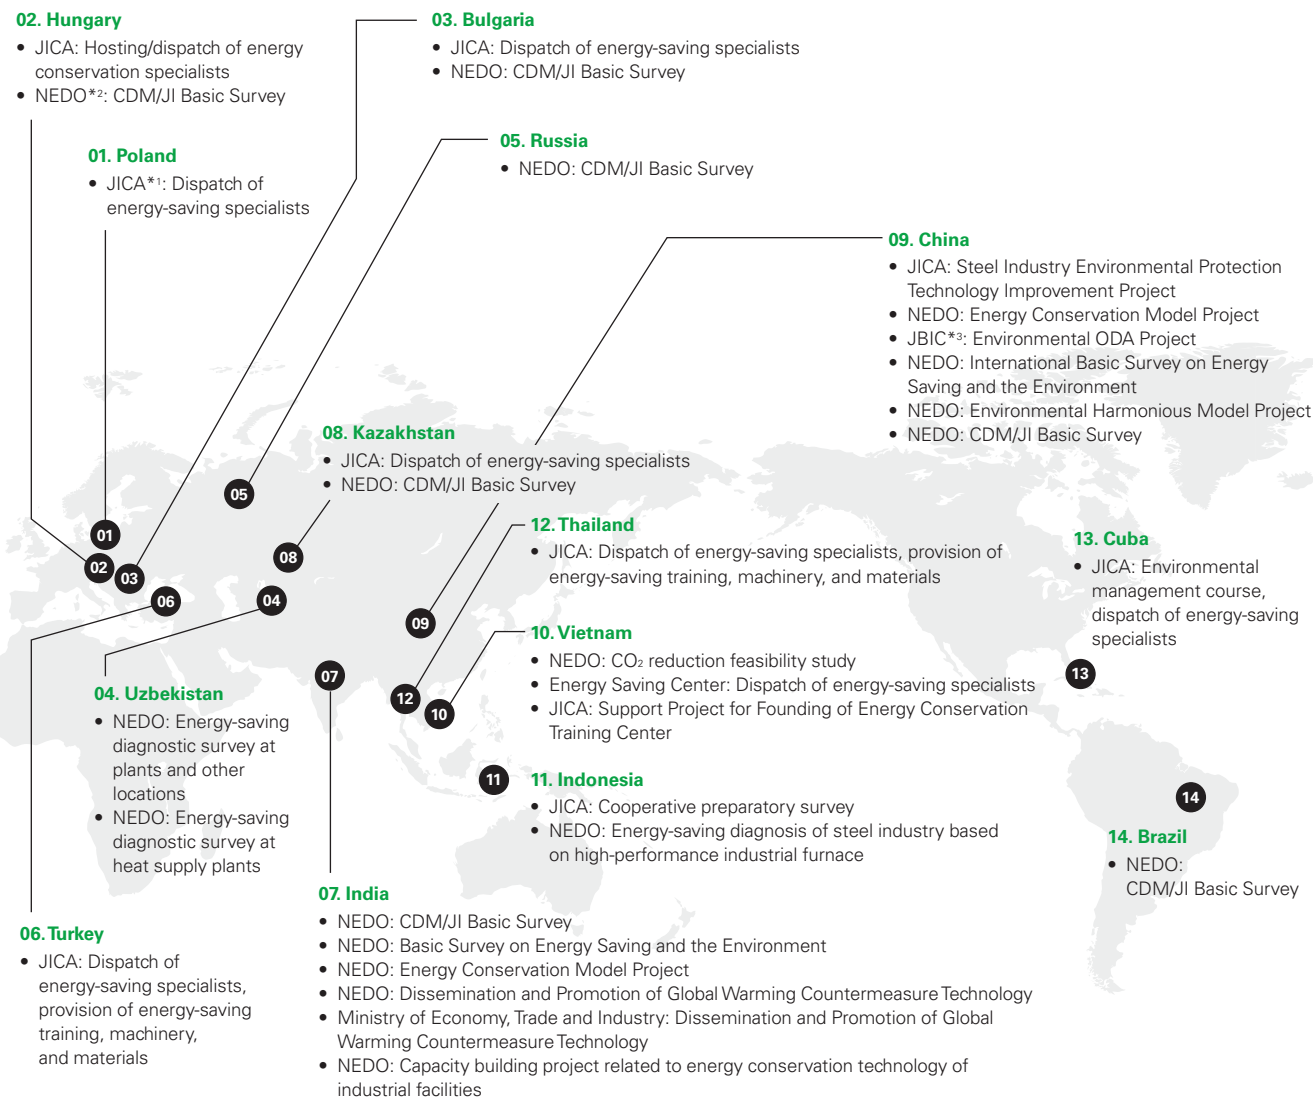 02. Hungary
• JICA: Hosting/dispatch of energy
conservation specialists
• NEDO*2: CDM/JI Basic Survey
03. Bulgaria
• JICA: Dispatch of energy-saving specialists
• NEDO: CDM/JI Basic Survey
01. Poland
• JICA*1: Dispatch of
energy-saving specialists
05. Russia
• NEDO: CDM/JI Basic Survey
09. China
• JICA: Steel Industry Environmental Protection
Technology Improvement Project
• NEDO: Energy Conservation Model Project
• JBIC*3: Environmental ODA Project
• NEDO: International Basic Survey on Energy
Saving and the Environment
• NEDO: Environmental Harmonious Model Project
• NEDO: CDM/JI Basic Survey
08. Kazakhstan
• JICA: Dispatch of energy-saving specialists
• NEDO: CDM/JI Basic Survey
12. Thailand
• JICA: Dispatch of energy-saving specialists, provision of
energy-saving training, machinery, and materials
13. Cuba
• JICA: Environmental
management course,
dispatch of energy-saving
specialists
10. Vietnam
• NEDO: CO2 reduction feasibility study
• Energy Saving Center: Dispatch of energy-saving specialists
• JICA: Support Project for Founding of Energy Conservation
Training Center
04. Uzbekistan
• NEDO: Energy-saving
diagnostic survey at
plants and other
locations
• NEDO: Energy-saving
diagnostic survey at
heat supply plants
11. Indonesia
• JICA: Cooperative preparatory survey
• NEDO: Energy-saving diagnosis of steel industry based
on high-performance industrial furnace
14. Brazil
• NEDO:
CDM/JI Basic Survey
07. India
• NEDO: CDM/JI Basic Survey
• NEDO: Basic Survey on Energy Saving and the Environment
• NEDO: Energy Conservation Model Project
• NEDO: Dissemination and Promotion of Global Warming Countermeasure Technology
• Ministry of Economy, Trade and Industry: Dissemination and Promotion of Global
Warming Countermeasure Technology
• NEDO: Capacity building project related to energy conservation technology of
industrial facilities
06. Turkey
• JICA: Dispatch of
energy-saving specialists,
provision of energy-saving
training, machinery,
and materials
05
01
02
03
08
06
04
09
07
12
10
13
11
14